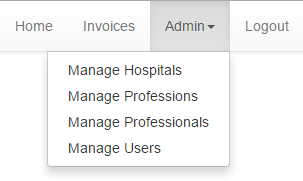 Home Invoices Admin Logout
Manage Hospitals
Manage Professions
Manage Professionals
Manage Users